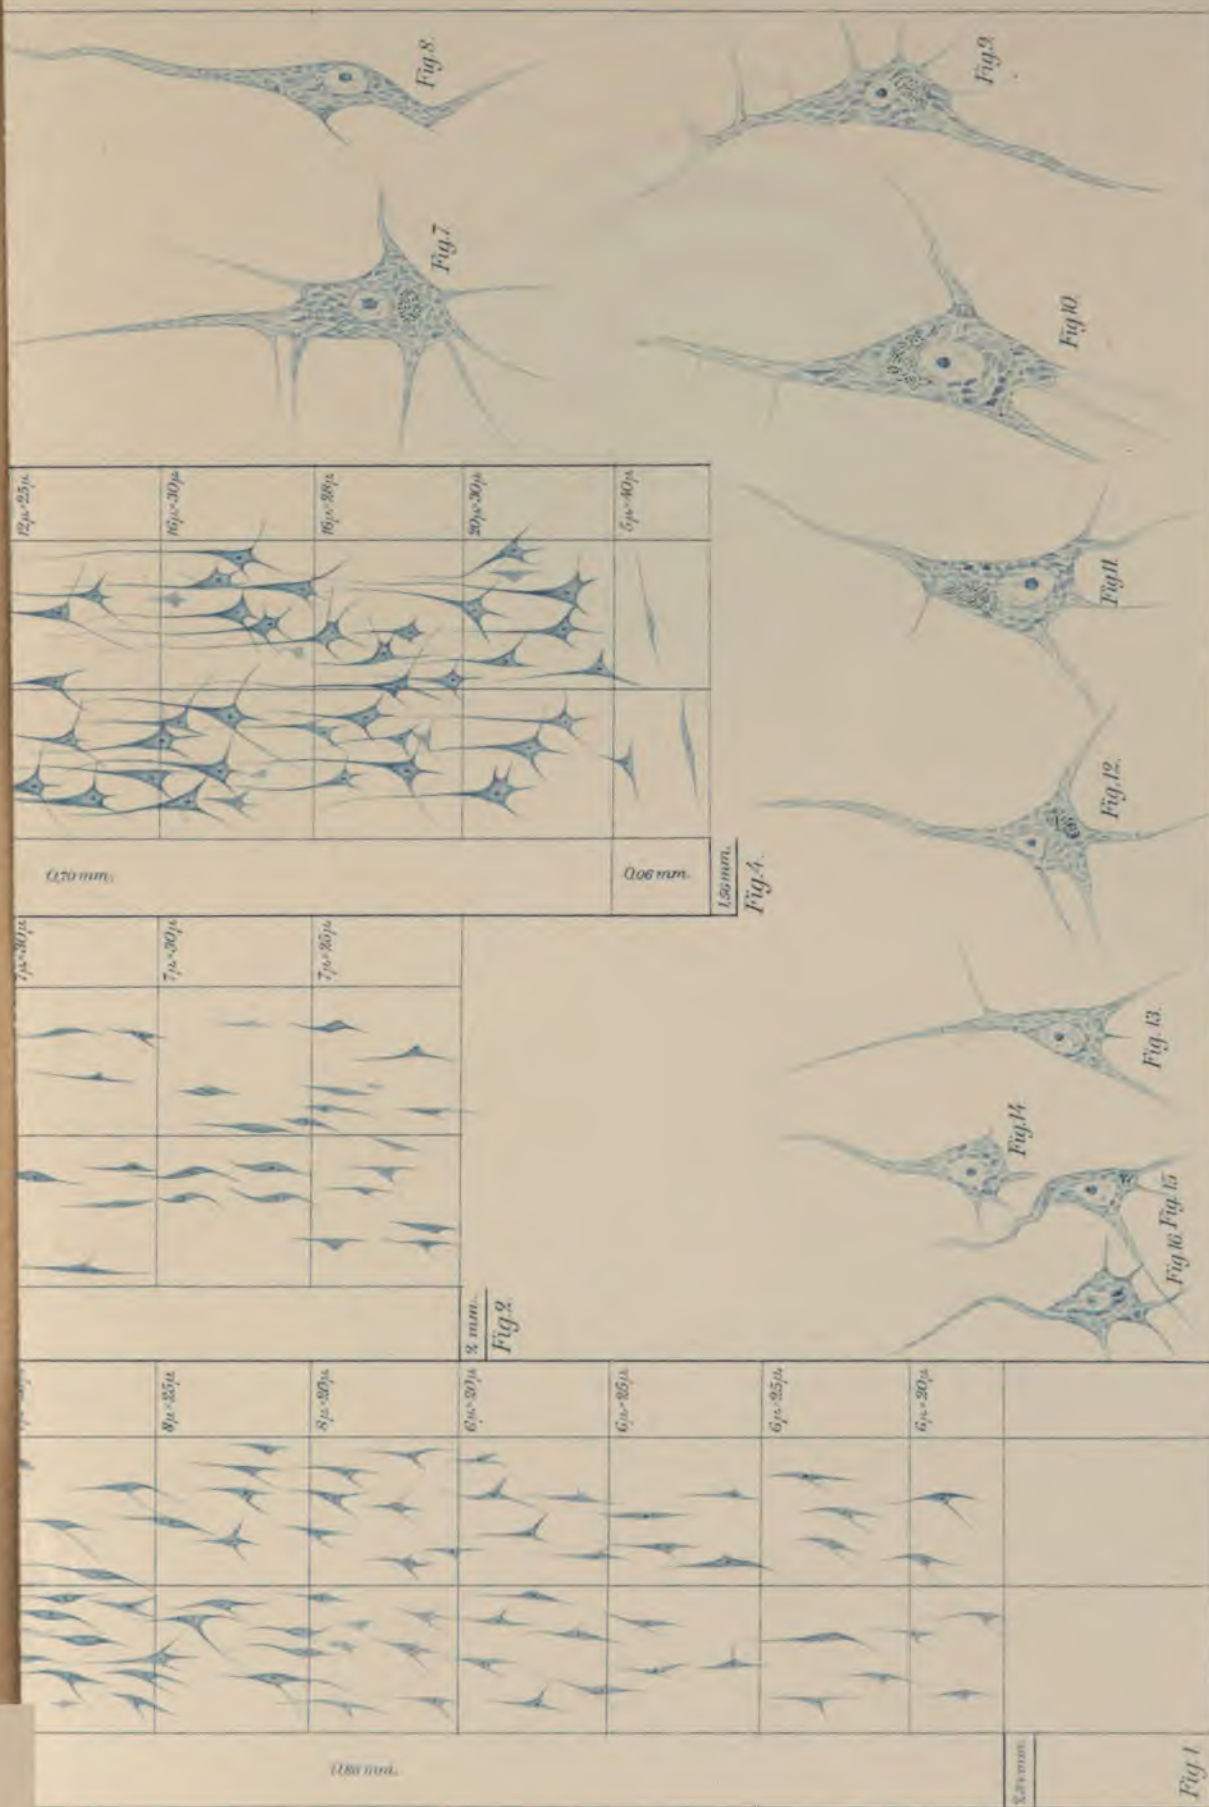 Fig. 8.
Fig. 9.
Fig. 7.
Fig. 10.
12µ×25µ.
16µ×30µ.
16µ×28µ.
20µ×30µ.
5µ×40µ.
0,70 mm.
0,06 mm.
1,56 mm.
Fig. 4.
Fig. 11.
Fig. 12.
7µ×30µ.
7µ×30µ.
7µ×25µ.
2 mm.
Fig. 2.
Fig. 13.
Fig. 14.
Fig. 15.
Fig. 16.
8µ×25µ.
8µ×20µ.
6µ×20µ.
6µ×25µ.
6µ×25µ.
6µ×20µ.
Fig. 1.